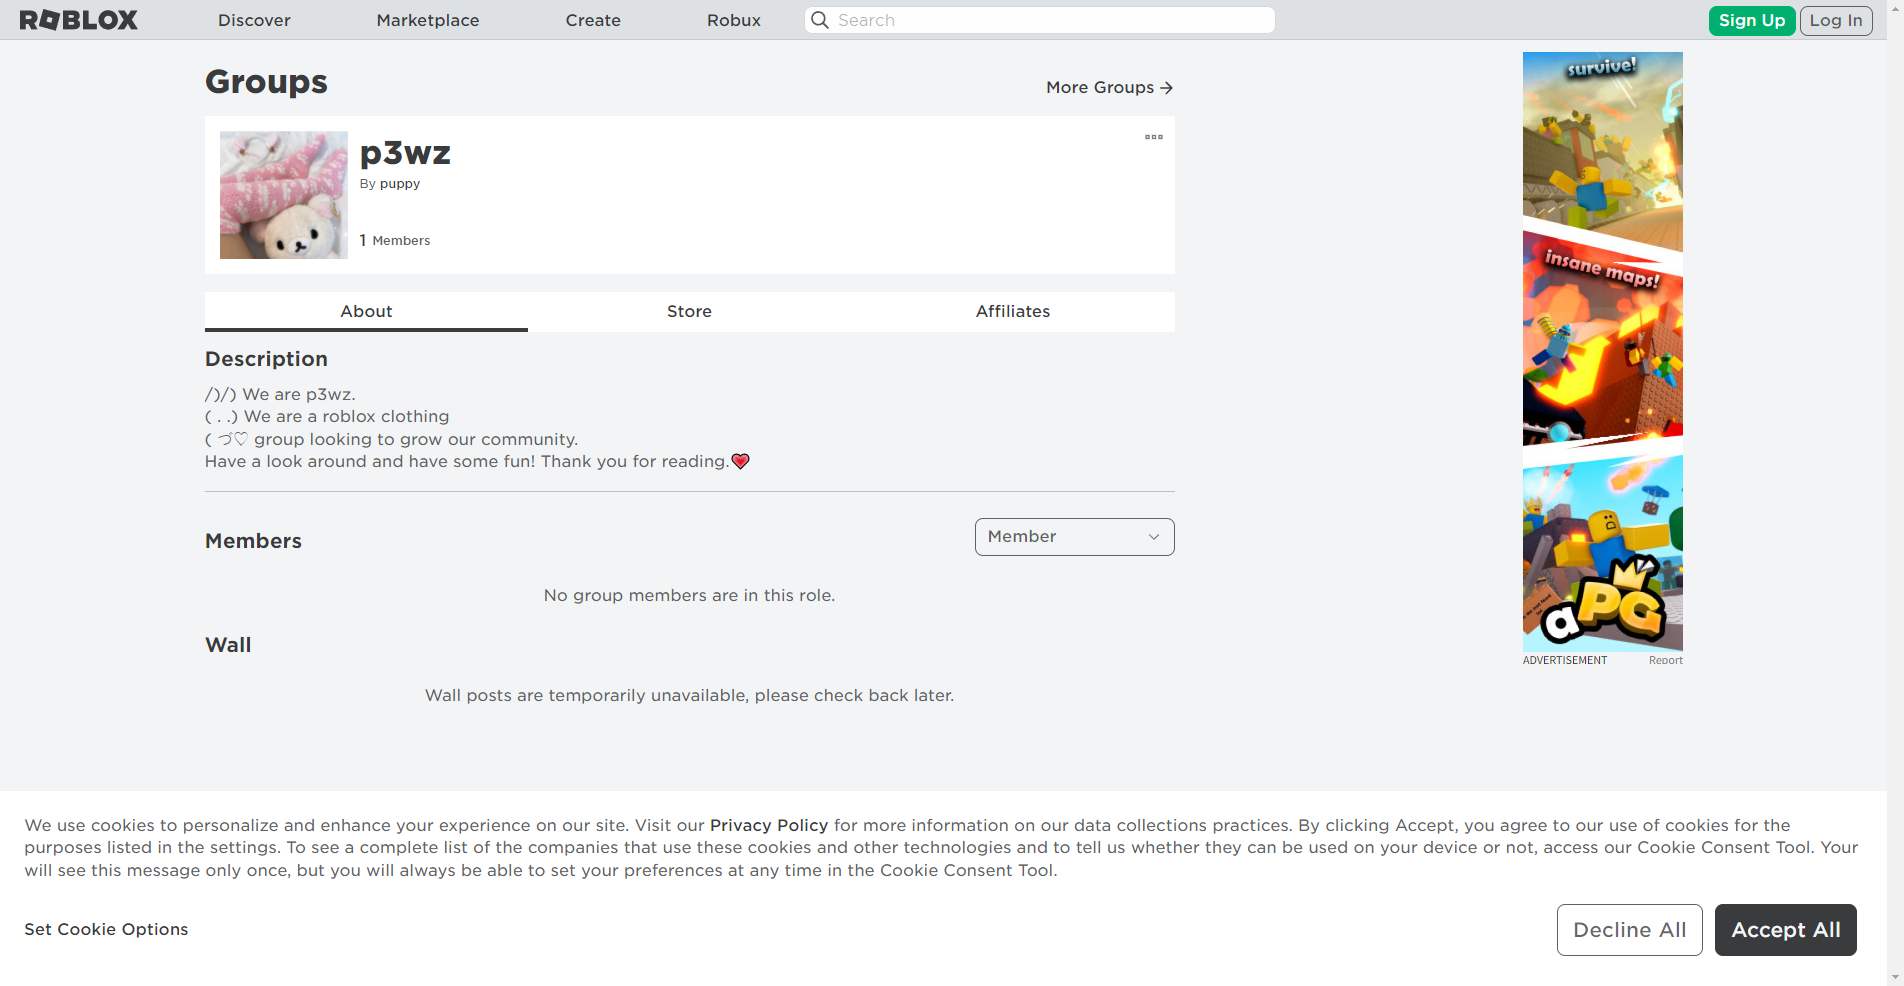 ROBLOX
Discover
Marketplace
Create
Robux
Search
Sign Up
Log In
Groups
More Groups →
p3wz
By puppy
1 Members
About
Store
Affiliates
Description
/)/) We are p3wz.
( . .) We are a roblox clothing
( づ♡ group looking to grow our community.
Have a look around and have some fun! Thank you for reading.💗
Members
Member
No group members are in this role.
Wall
Wall posts are temporarily unavailable, please check back later.
survive!
insane maps!
aPG
ADVERTISEMENT
Report
We use cookies to personalize and enhance your experience on our site. Visit our Privacy Policy for more information on our data collections practices. By clicking Accept, you agree to our use of cookies for the
purposes listed in the settings. To see a complete list of the companies that use these cookies and other technologies and to tell us whether they can be used on your device or not, access our Cookie Consent Tool. Your
will see this message only once, but you will always be able to set your preferences at any time in the Cookie Consent Tool.
Set Cookie Options
Decline All
Accept All